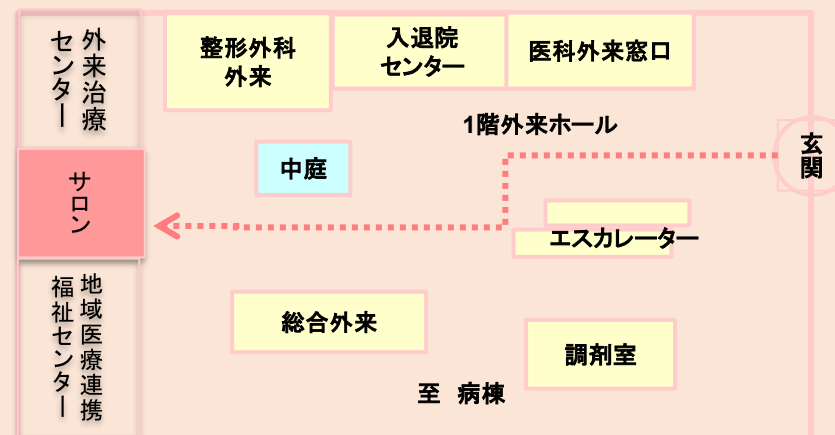 外来治療
センター
整形外科
外来
入退院
センター
医科外来窓口
1階外来ホール
玄関
中庭
サロン
エスカレーター
地域医療連携
福祉センター
総合外来
調剤室
至 病棟